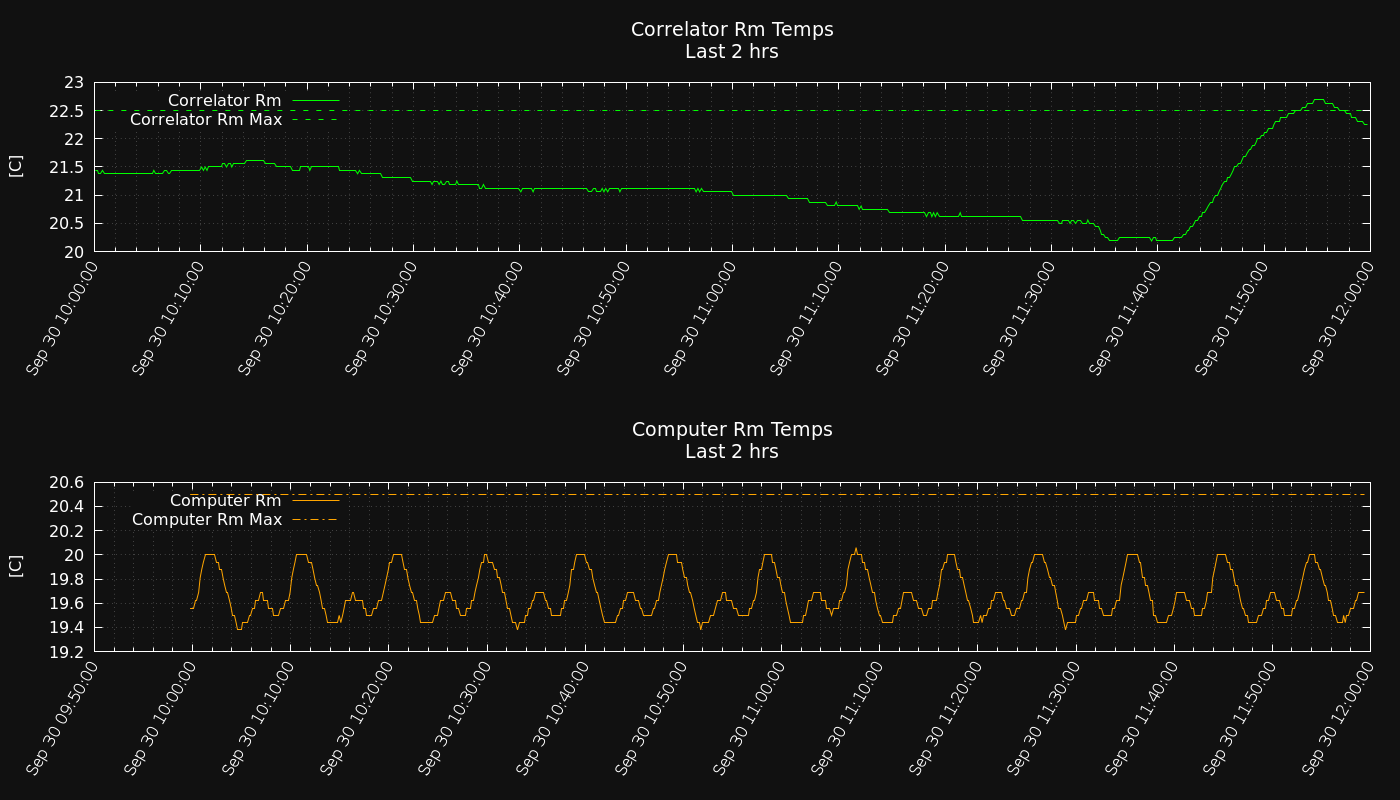 Correlator Rm Temps
Last 2 hrs
23
22.5
22
21.5
21
20.5
20
[C]
Correlator Rm
Correlator Rm Max
Sep 30 10:00:00
Sep 30 10:10:00
Sep 30 10:20:00
Sep 30 10:30:00
Sep 30 10:40:00
Sep 30 10:50:00
Sep 30 11:00:00
Sep 30 11:10:00
Sep 30 11:20:00
Sep 30 11:30:00
Sep 30 11:40:00
Sep 30 11:50:00
Sep 30 12:00:00
Computer Rm Temps
Last 2 hrs
20.6
20.4
20.2
20
19.8
19.6
19.4
19.2
[C]
Computer Rm
Computer Rm Max
Sep 30 09:50:00
Sep 30 10:00:00
Sep 30 10:10:00
Sep 30 10:20:00
Sep 30 10:30:00
Sep 30 10:40:00
Sep 30 10:50:00
Sep 30 11:00:00
Sep 30 11:10:00
Sep 30 11:20:00
Sep 30 11:30:00
Sep 30 11:40:00
Sep 30 11:50:00
Sep 30 12:00:00